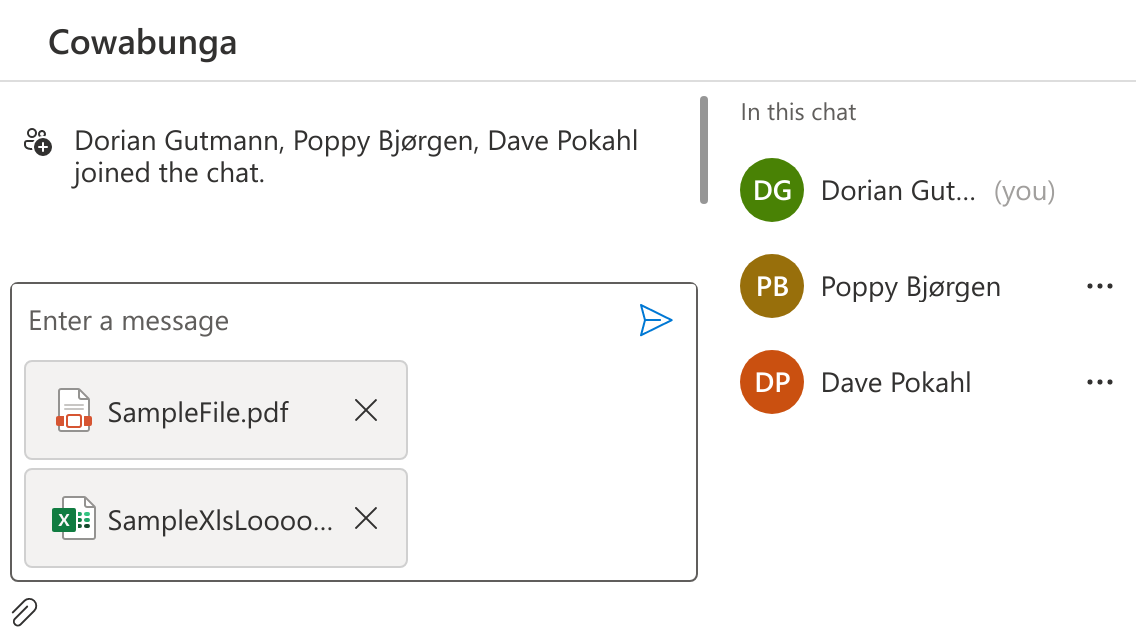 Cowabunga
Dorian Gutmann, Poppy Bjørgen, Dave Pokahl
joined the chat.
Enter a message
SampleFile.pdf
X
SampleXlsLoooo...
In this chat
DG
Dorian Gut... (you)
PB
Poppy Bjørgen
DP
Dave Pokahl